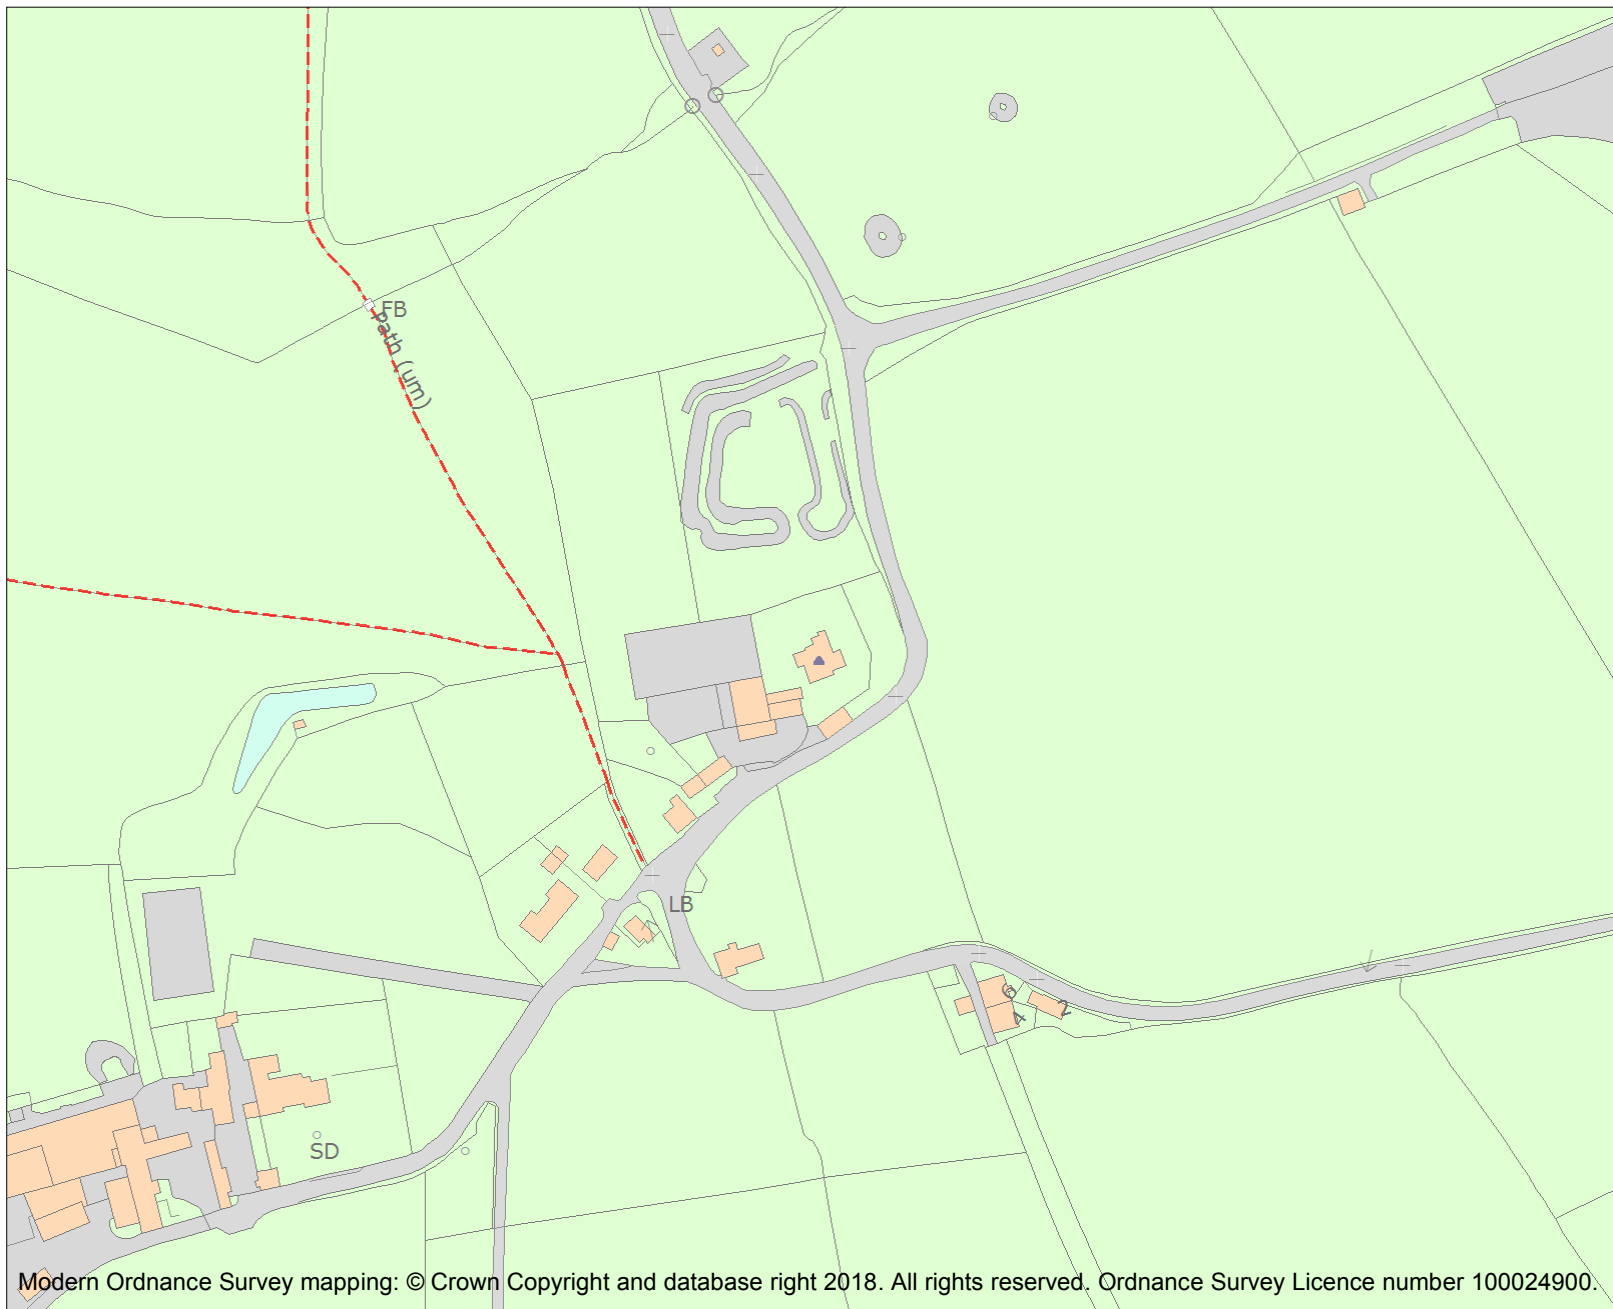 FB
Path (um)
LB
6
4
2
SD
Modern Ordnance Survey mapping: © Crown Copyright and database right 2018. All rights reserved. Ordnance Survey Licence number 100024900.